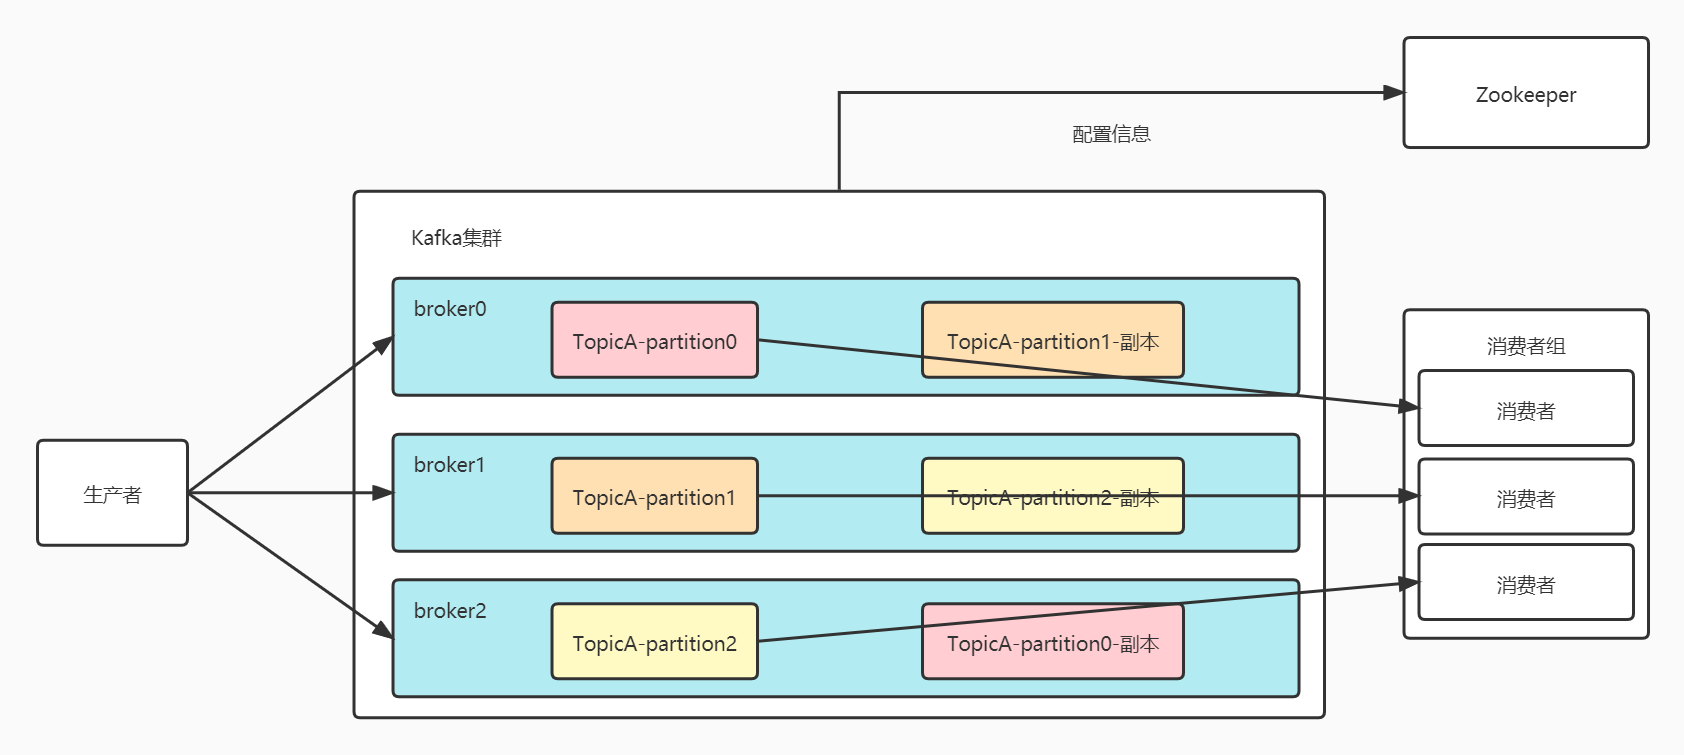 Zookeeper
配置信息
Kafka集群
broker0
TopicA-partition0
TopicA-partition1-副本
broker1
TopicA-partition1
TopicA-partition2-副本
broker2
TopicA-partition2
TopicA-partition0-副本
生产者
消费者组
消费者
消费者
消费者